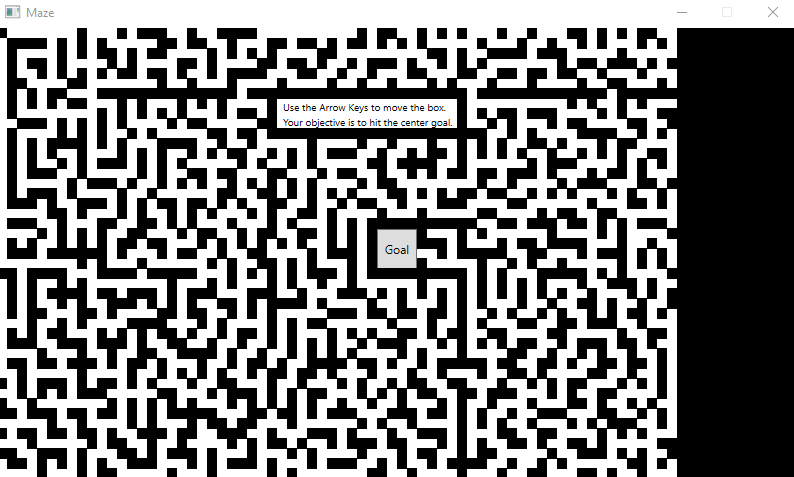 Maze
Use the Arrow Keys to move the box.
Your objective is to hit the center goal.
Goal